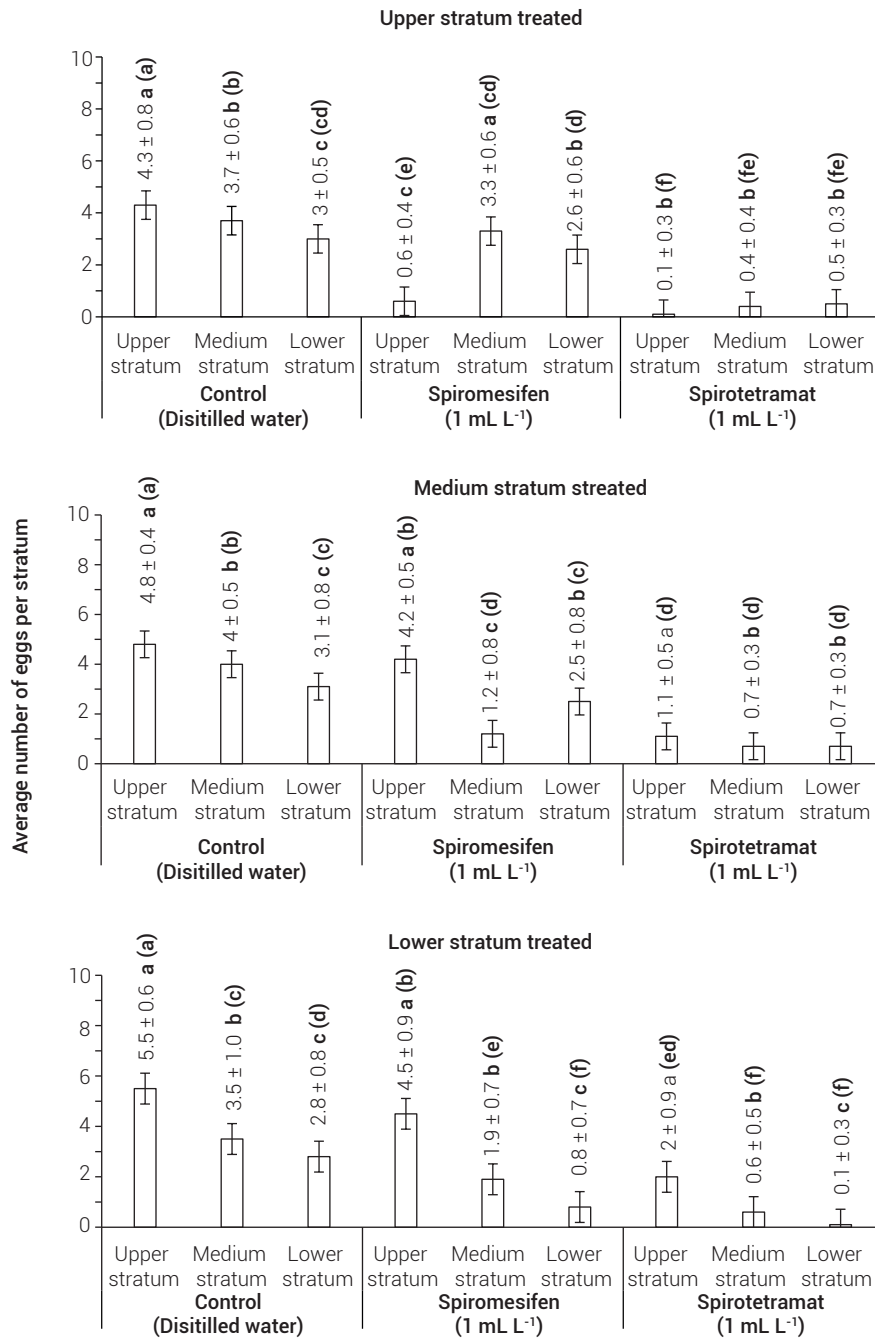 Upper stratum treated
10
8
6
4
2
0
4.3 ± 0.8 a (a)
3.7 ± 0.6 b (b)
3 ± 0.5 c (cd)
0.6 ± 0.4 c (e)
3.3 ± 0.6 a (cd)
2.6 ± 0.6 b (d)
0.1 ± 0.3 b (f)
0.4 ± 0.4 b (fe)
0.5 ± 0.3 b (fe)
Upper Medium Lower Upper Medium Lower Upper Medium Lower
stratum stratum stratum stratum stratum stratum stratum stratum stratum
Control Spiromesifen Spirotetramat
(Disitilled water) (1 mL L⁻¹) (1 mL L⁻¹)
Average number of eggs per stratum
Medium stratum streated
10
8
6
4
2
0
4.8 ± 0.4 a (a)
4 ± 0.5 b (b)
3.1 ± 0.8 c (c)
4.2 ± 0.5 a (b)
1.2 ± 0.8 c (d)
2.5 ± 0.8 b (c)
1.1 ± 0.5 a (d)
0.7 ± 0.3 b (d)
0.7 ± 0.3 b (d)
Upper Medium Lower Upper Medium Lower Upper Medium Lower
stratum stratum stratum stratum stratum stratum stratum stratum stratum
Control Spiromesifen Spirotetramat
(Disitilled water) (1 mL L⁻¹) (1 mL L⁻¹)
Lower stratum treated
10
8
6
4
2
0
5.5 ± 0.6 a (a)
3.5 ± 1.0 b (c)
2.8 ± 0.8 c (d)
4.5 ± 0.9 a (b)
1.9 ± 0.7 b (e)
0.8 ± 0.7 c (f)
2 ± 0.9 a (ed)
0.6 ± 0.5 b (f)
0.1 ± 0.3 c (f)
Upper Medium Lower Upper Medium Lower Upper Medium Lower
stratum stratum stratum stratum stratum stratum stratum stratum stratum
Control Spiromesifen Spirotetramat
(Disitilled water) (1 mL L⁻¹) (1 mL L⁻¹)